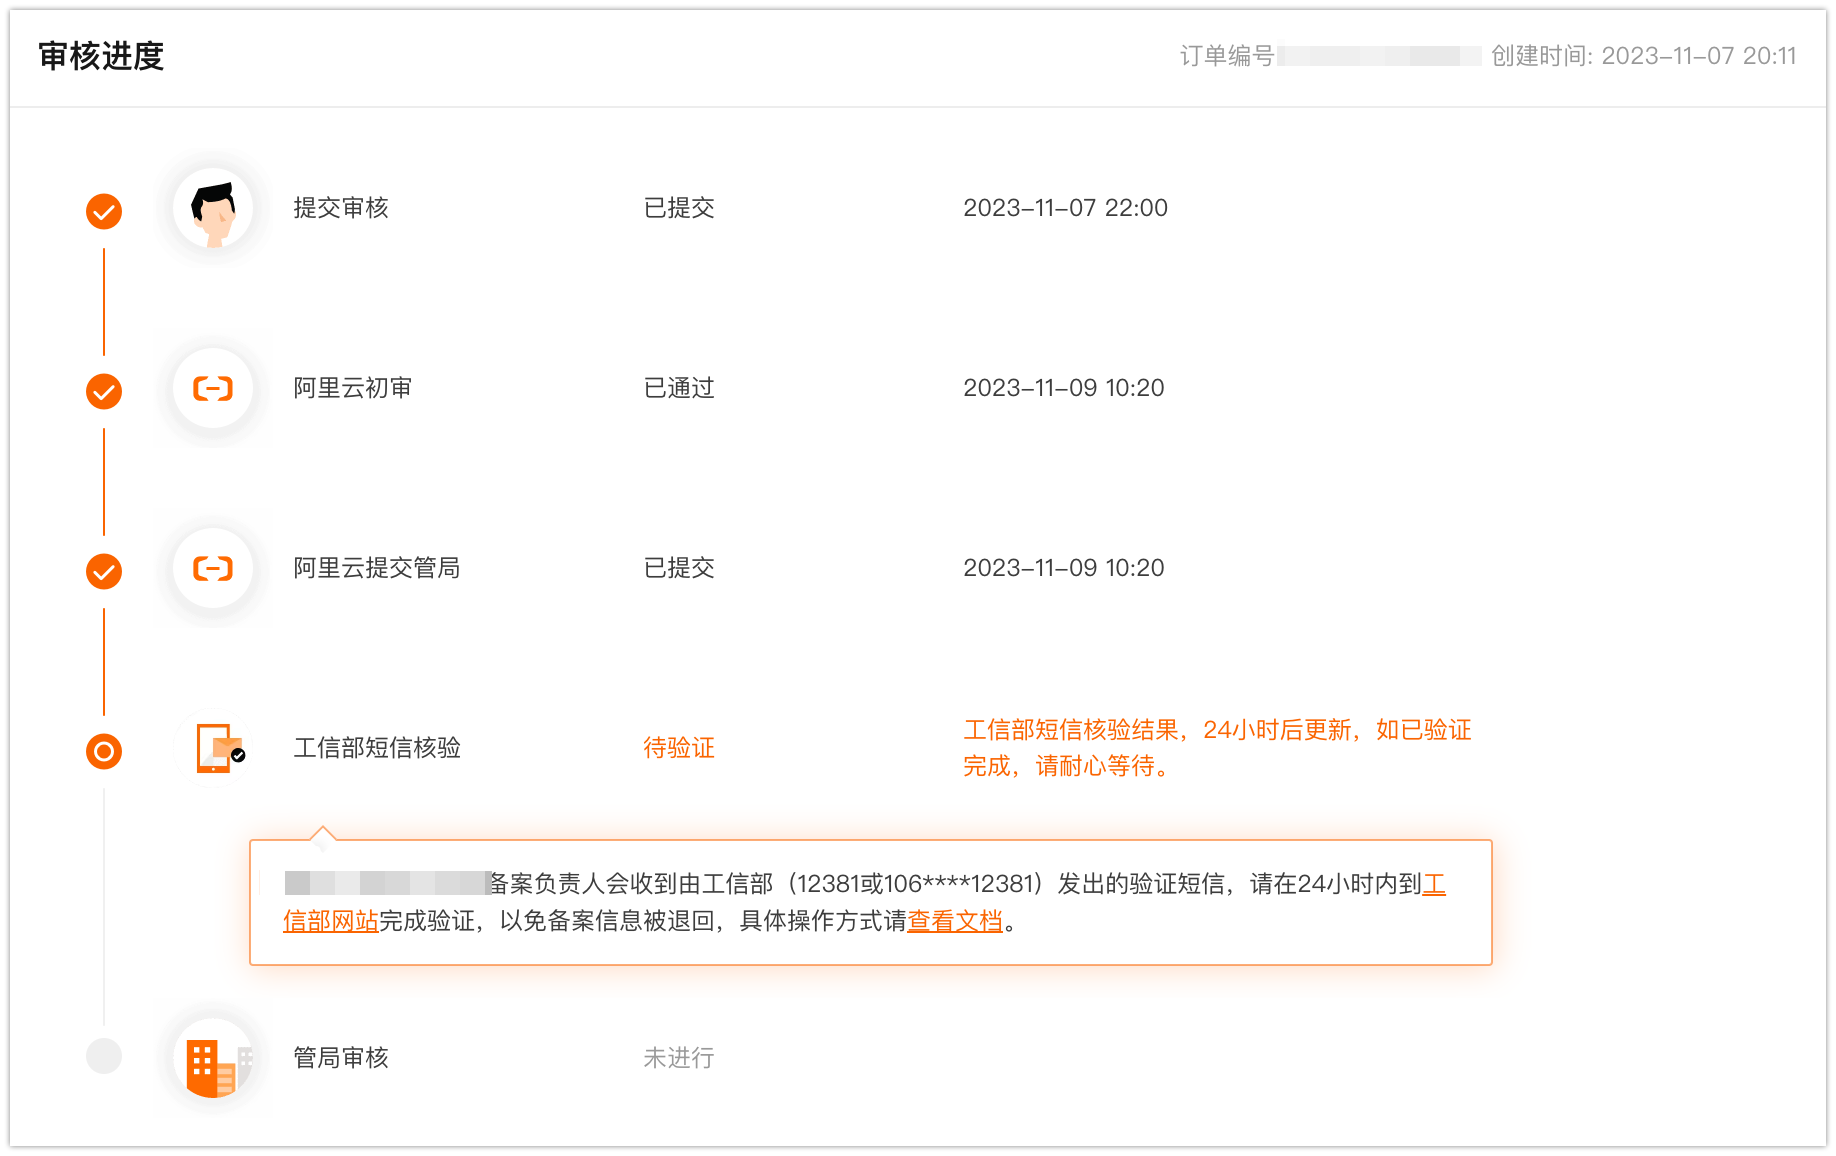 审核进度
订单编号 创建时间: 2023-11-07 20:11
提交审核 已提交 2023-11-07 22:00
阿里云初审 已通过 2023-11-09 10:20
阿里云提交管局 已提交 2023-11-09 10:20
工信部短信核验 待验证 工信部短信核验结果，24小时后更新，如已验证
完成，请耐心等待。
备案负责人会收到由工信部（12381或106****12381）发出的验证短信，请在24小时内到工
信部网站完成验证，以免备案信息被退回，具体操作方式请查看文档。
管局审核 未进行